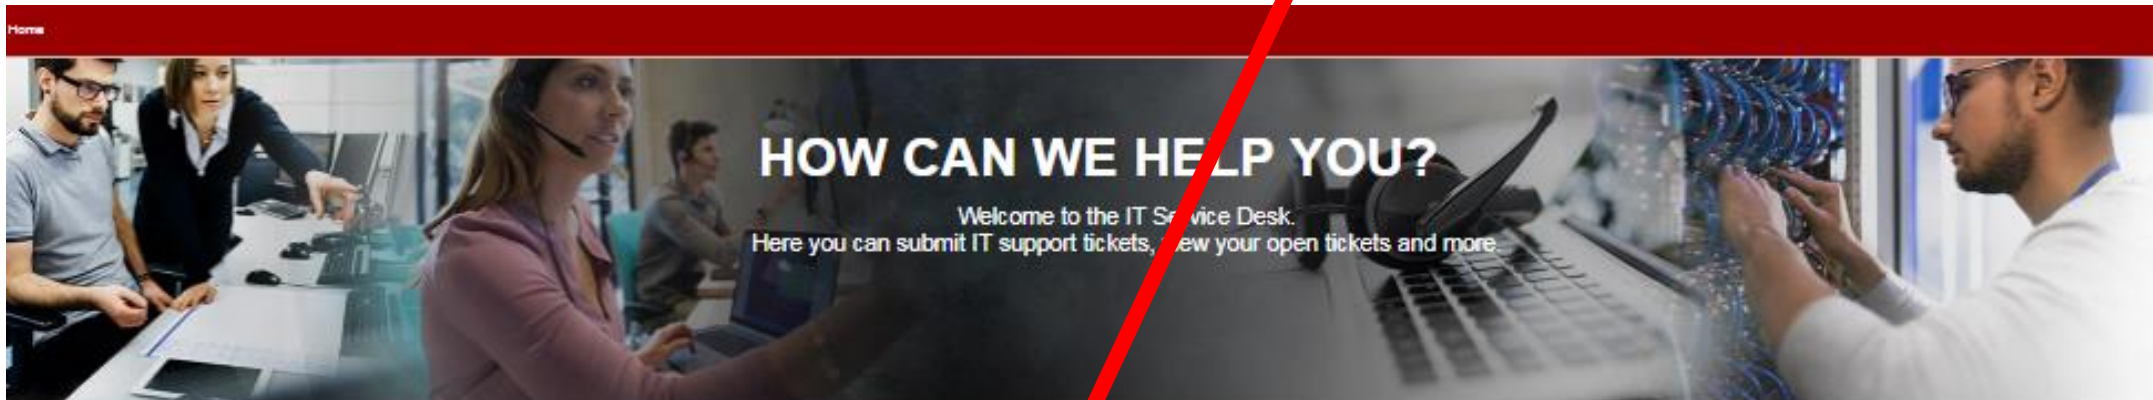 Home
HOW CAN WE HELP YOU?
Welcome to the IT Service Desk.
Here you can submit IT support tickets, view your open tickets and more.